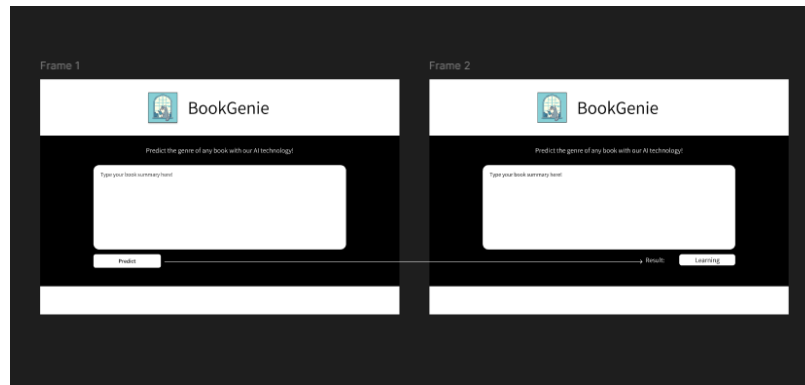 Frame 1
BookGenie
Predict the genre of any book with our AI technology!
Type your book summary here!
Predict
Frame 2
BookGenie
Predict the genre of any book with our AI technology!
Type your book summary here!
Result:
Learning